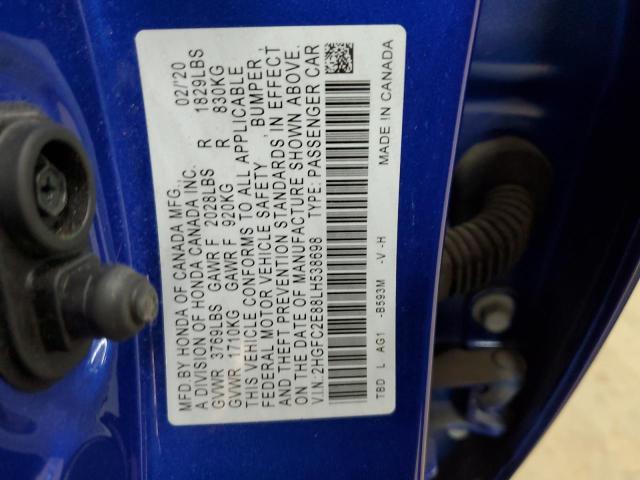 MFD.BY HONDA OF CANADA MFG., 02/'20
A DIVISION OF HONDA CANADA INC.
GVWR 3769LBS GAWR F 2028LBS R 1829LBS
GVWR 1710KG GAWR F 920KG R 830KG
THIS VEHICLE CONFORMS TO ALL APPLICABLE
FEDERAL MOTOR VEHICLE SAFETY, BUMPER,
AND THEFT PREVENTION STANDARDS IN EFFECT
ON THE DATE OF MANUFACTURE SHOWN ABOVE.
V.I.N.:2HGFC2E88LH538698 TYPE: PASSENGER CAR
TBD L AG1 -B593M -V -H MADE IN CANADA